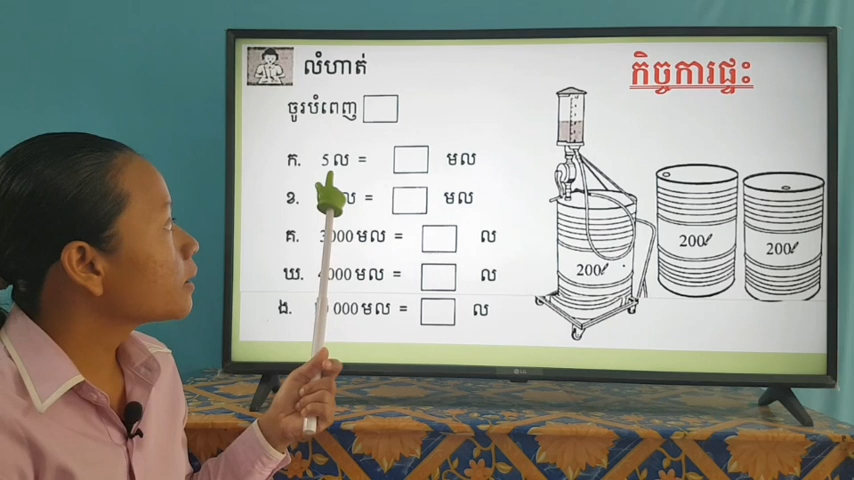 លំហាត់
កិច្ចការផ្ទះ
ចូរបំពេញ
ក. 5ល = មល
ខ. ល = មល
គ. 3000មល = ល
ឃ. 000មល = ល
ង. 000មល = ល
200l
200l
200l
LG